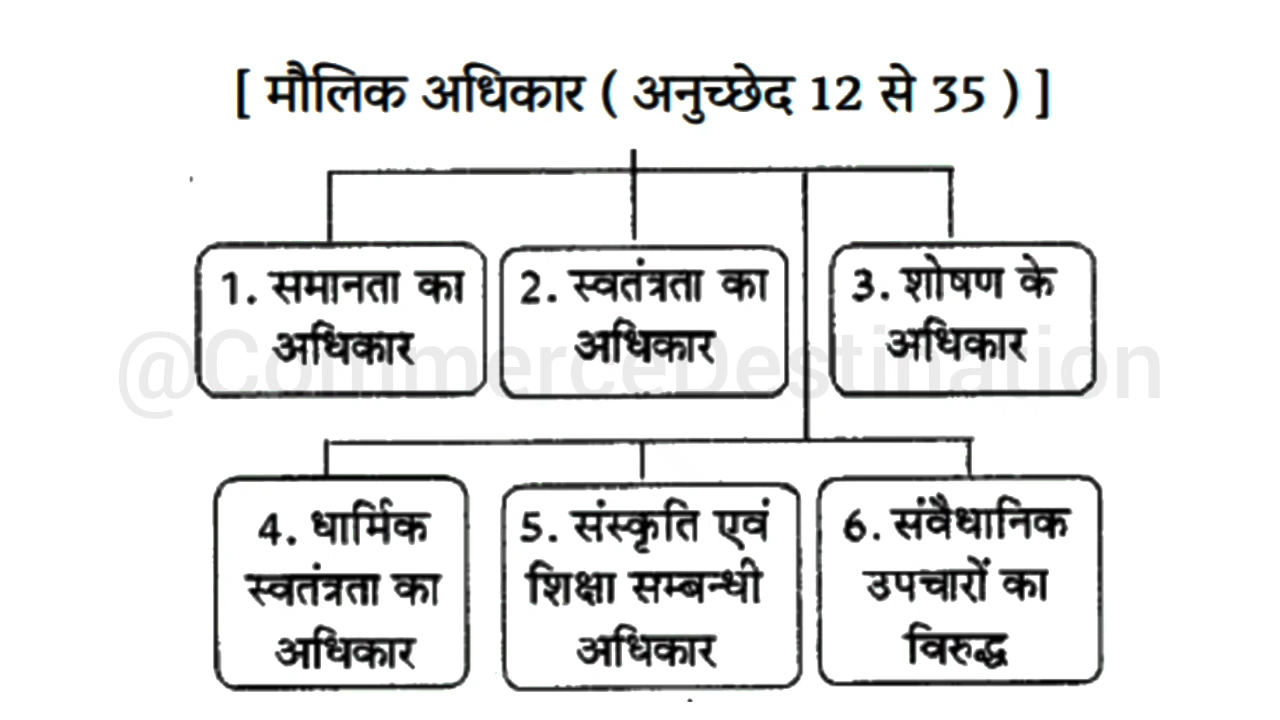 [ मौलिक अधिकार ( अनुच्छेद 12 से 35 ) ]
1. समानता का
अधिकार
2. स्वतंत्रता का
अधिकार
3. शोषण के
अधिकार
@CommerceDestination
4. धार्मिक
स्वतंत्रता का
अधिकार
5. संस्कृति एवं
शिक्षा सम्बन्धी
अधिकार
6. संवैधानिक
उपचारों का
विरुद्ध